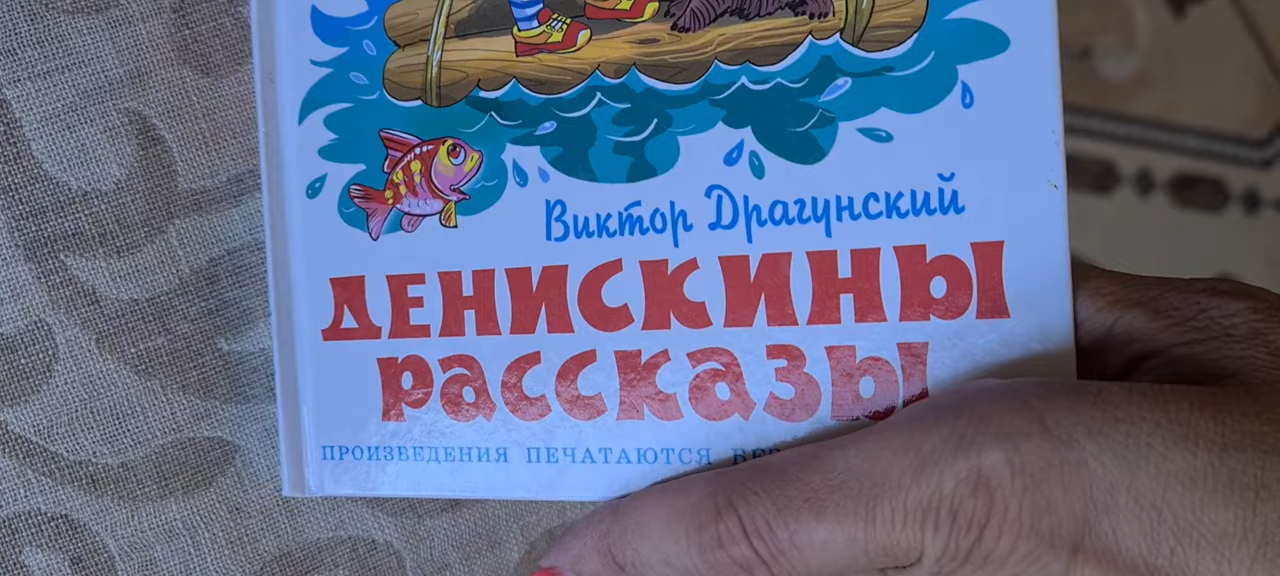 Виктор Драгунский
ДЕНИСКИНЫ
рассказы
ПРОИЗВЕДЕНИЯ ПЕЧАТАЮТСЯ